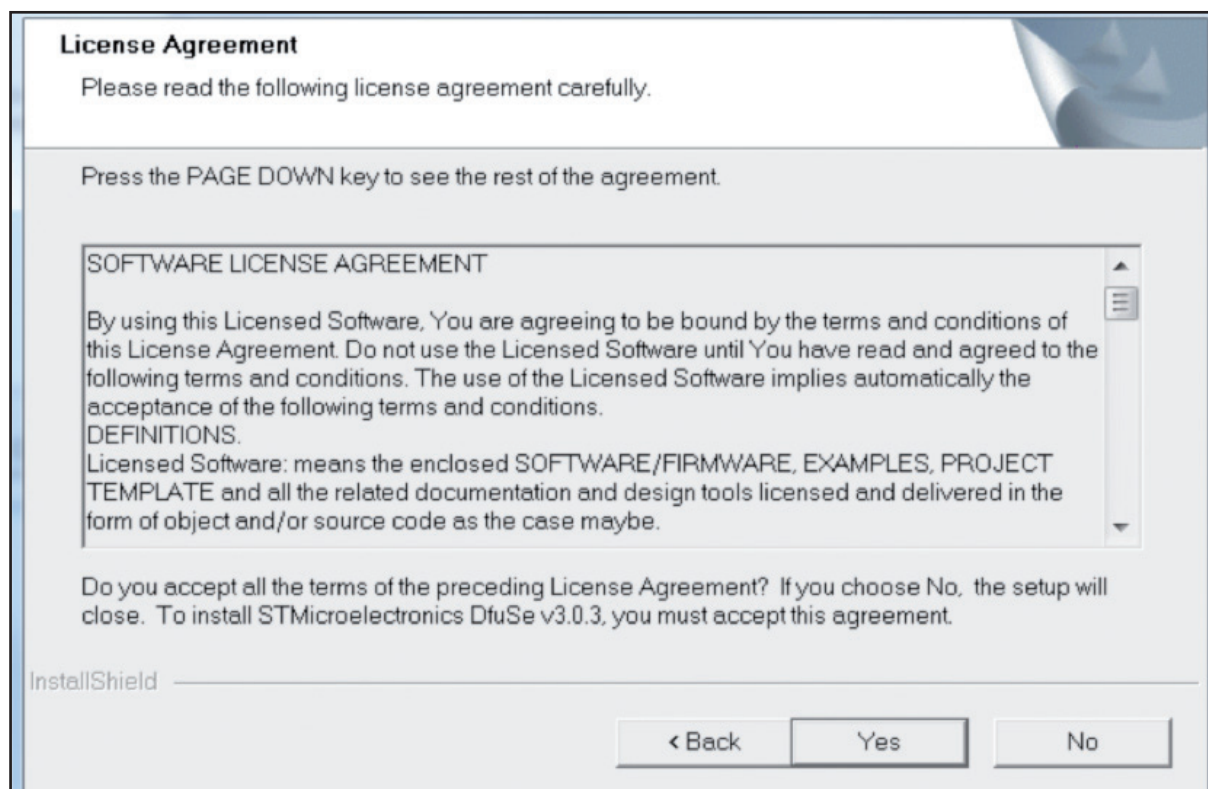 License Agreement
Please read the following license agreement carefully.
Press the PAGE DOWN key to see the rest of the agreement.
SOFTWARE LICENSE AGREEMENT
By using this Licensed Software, You are agreeing to be bound by the terms and conditions of
this License Agreement. Do not use the Licensed Software until You have read and agreed to the
following terms and conditions. The use of the Licensed Software implies automatically the
acceptance of the following terms and conditions.
DEFINITIONS.
Licensed Software: means the enclosed SOFTWARE/FIRMWARE, EXAMPLES, PROJECT
TEMPLATE and all the related documentation and design tools licensed and delivered in the
form of object and/or source code as the case maybe.
Do you accept all the terms of the preceding License Agreement? If you choose No, the setup will
close. To install STMicroelectronics DfuSe v3.0.3, you must accept this agreement.
InstallShield
< Back Yes No